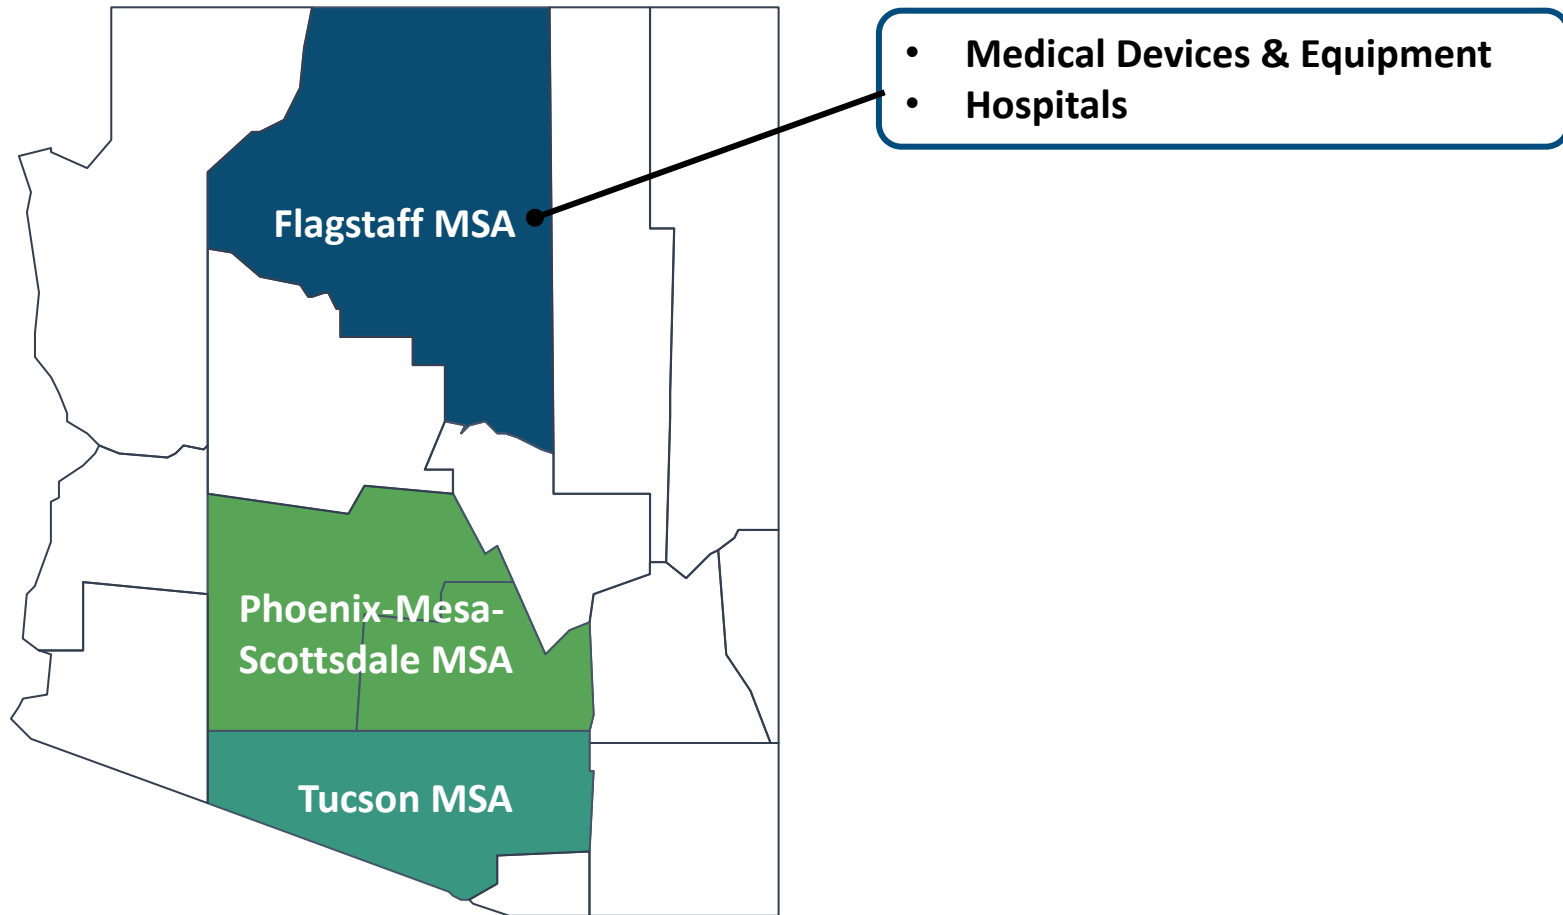 • Medical Devices & Equipment
• Hospitals
Flagstaff MSA
Phoenix-Mesa-
Scottsdale MSA
Tucson MSA